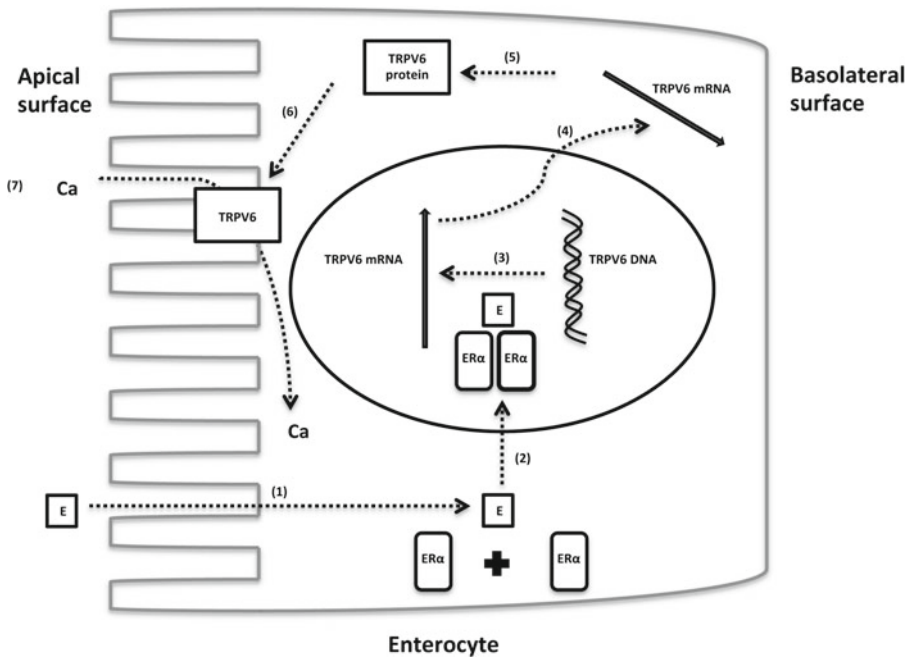 Apical
surface
Basolateral
surface
TRPV6
protein
(5)
TRPV6 mRNA
(6)
(4)
(7)
Ca
TRPV6
TRPV6 mRNA
(3)
TRPV6 DNA
E
ERα
ERα
Ca
(2)
E
(1)
E
ERα
ERα
Enterocyte